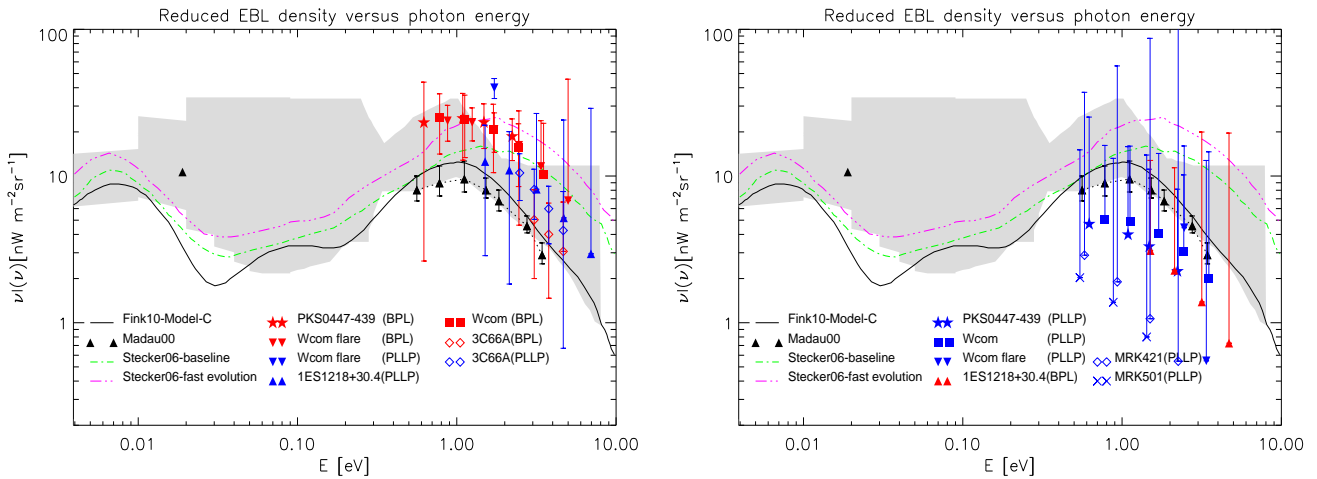 Reduced EBL density versus photon energy
100
10
1
νI(ν)[nW m⁻²sr⁻¹]
Fink10-Model-C
Madau00
Stecker06-baseline
Stecker06-fast evolution
PKS0447-439 (BPL)
Wcom flare (BPL)
Wcom flare (PLLP)
1ES1218+30.4(PLLP)
Wcom (BPL)
3C66A(BPL)
3C66A(PLLP)
0.01 0.10 1.00 10.00
E [eV]
Reduced EBL density versus photon energy
100
10
1
νI(ν)[nW m⁻²sr⁻¹]
Fink10-Model-C
Madau00
Stecker06-baseline
Stecker06-fast evolution
PKS0447-439 (PLLP)
Wcom (PLLP)
Wcom flare (PLLP)
1ES1218+30.4(BPL)
MRK421(PLLP)
MRK501(PLLP)
0.01 0.10 1.00 10.00
E [eV]